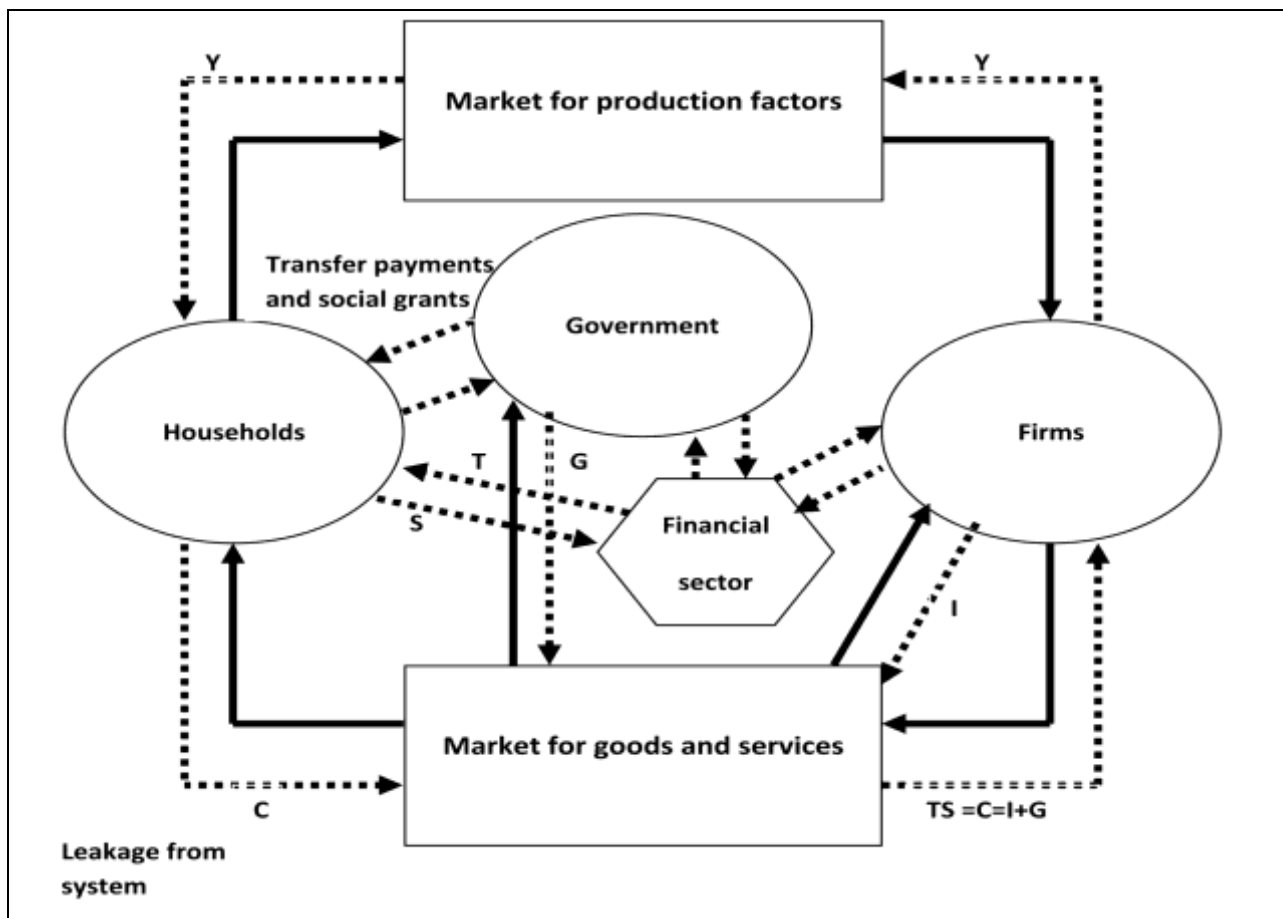 Y
Y
Market for production factors
Transfer payments
and social grants
Government
Households
Firms
T
G
S
Financial
sector
I
Market for goods and services
C
TS =C=I+G
Leakage from
system